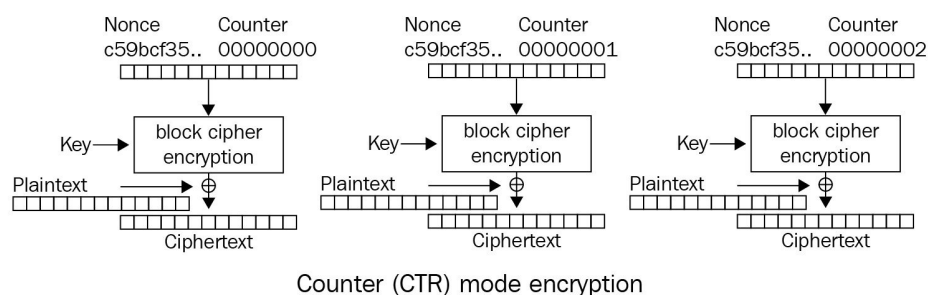 Nonce Counter Nonce Counter Nonce Counter
c59bcf35.. 00000000 c59bcf35.. 00000001 c59bcf35.. 00000002
block cipher block cipher block cipher
Key encryption Key encryption Key encryption
Plaintext Plaintext Plaintext
Ciphertext Ciphertext Ciphertext
Counter (CTR) mode encryption